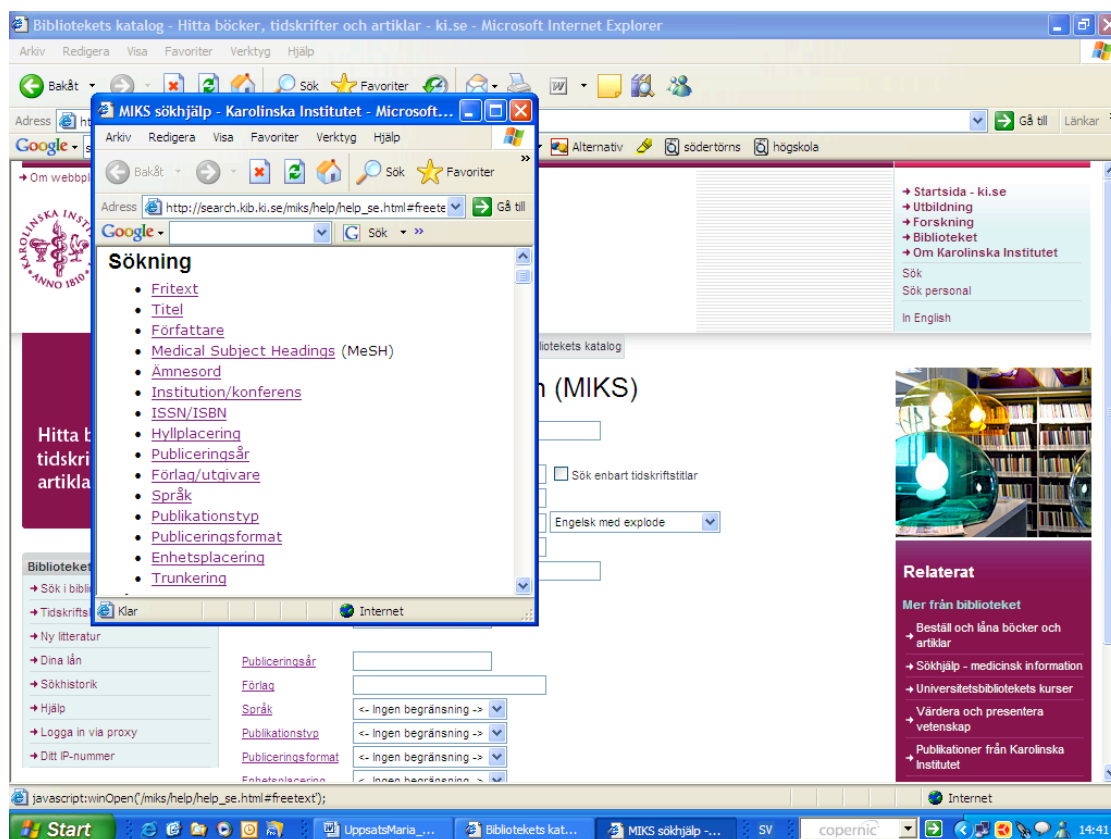 Bibliotekets katalog - Hitta böcker, tidskrifter och artiklar - ki.se - Microsoft Internet Explorer
Arkiv Redigera Visa Favoriter Verktyg Hjälp
Bakåt Sök Favoriter
Adress Gå till Länkar
Google Alternativ södertörns högskola
Om webbpl
KAROLINSKA INS
ANNO 1810
Startsida - ki.se
Utbildning
Forskning
Biblioteket
Om Karolinska Institutet
Sök
Sök personal
In English
MIKS sökhjälp - Karolinska Institutet - Microsoft...
Arkiv Redigera Visa Favoriter Verktyg Hjälp
Bakåt Sök Favoriter
Adress http://search.kib.ki.se/miks/help/help_se.html#freete Gå till
Google Sök
Sökning
Fritext
Titel
Författare
Medical Subject Headings (MeSH)
Ämnesord
Institution/konferens
ISSN/ISBN
Hyllplacering
Publiceringsår
Förlag/utgivare
Språk
Publikationstyp
Publiceringsformat
Enhetsplacering
Trunkering
Klar Internet
liotekets katalog
(MIKS)
Sök enbart tidskriftstitlar
Engelsk med explode
Hitta b
tidskri
artikla
Biblioteket
Sök i biblio
Tidskrifts
Ny litteratur
Dina lån
Sökhistorik
Hjälp
Logga in via proxy
Ditt IP-nummer
Publiceringsår
Förlag
Språk <- Ingen begränsning ->
Publikationstyp <- Ingen begränsning ->
Publiceringsformat <- Ingen begränsning ->
Enhetsplacering <- Ingen begränsning ->
Relaterat
Mer från biblioteket
Beställ och låna böcker och
artiklar
Sökhjälp - medicinsk information
Universitetsbibliotekets kurser
Värdera och presentera
vetenskap
Publikationer från Karolinska
Institutet
javascript:winOpen('/miks/help/help_se.html#freetext'); Internet
Start UppsatsMaria_... Bibliotekets kat... MIKS sökhjälp -... SV copernic 14:41